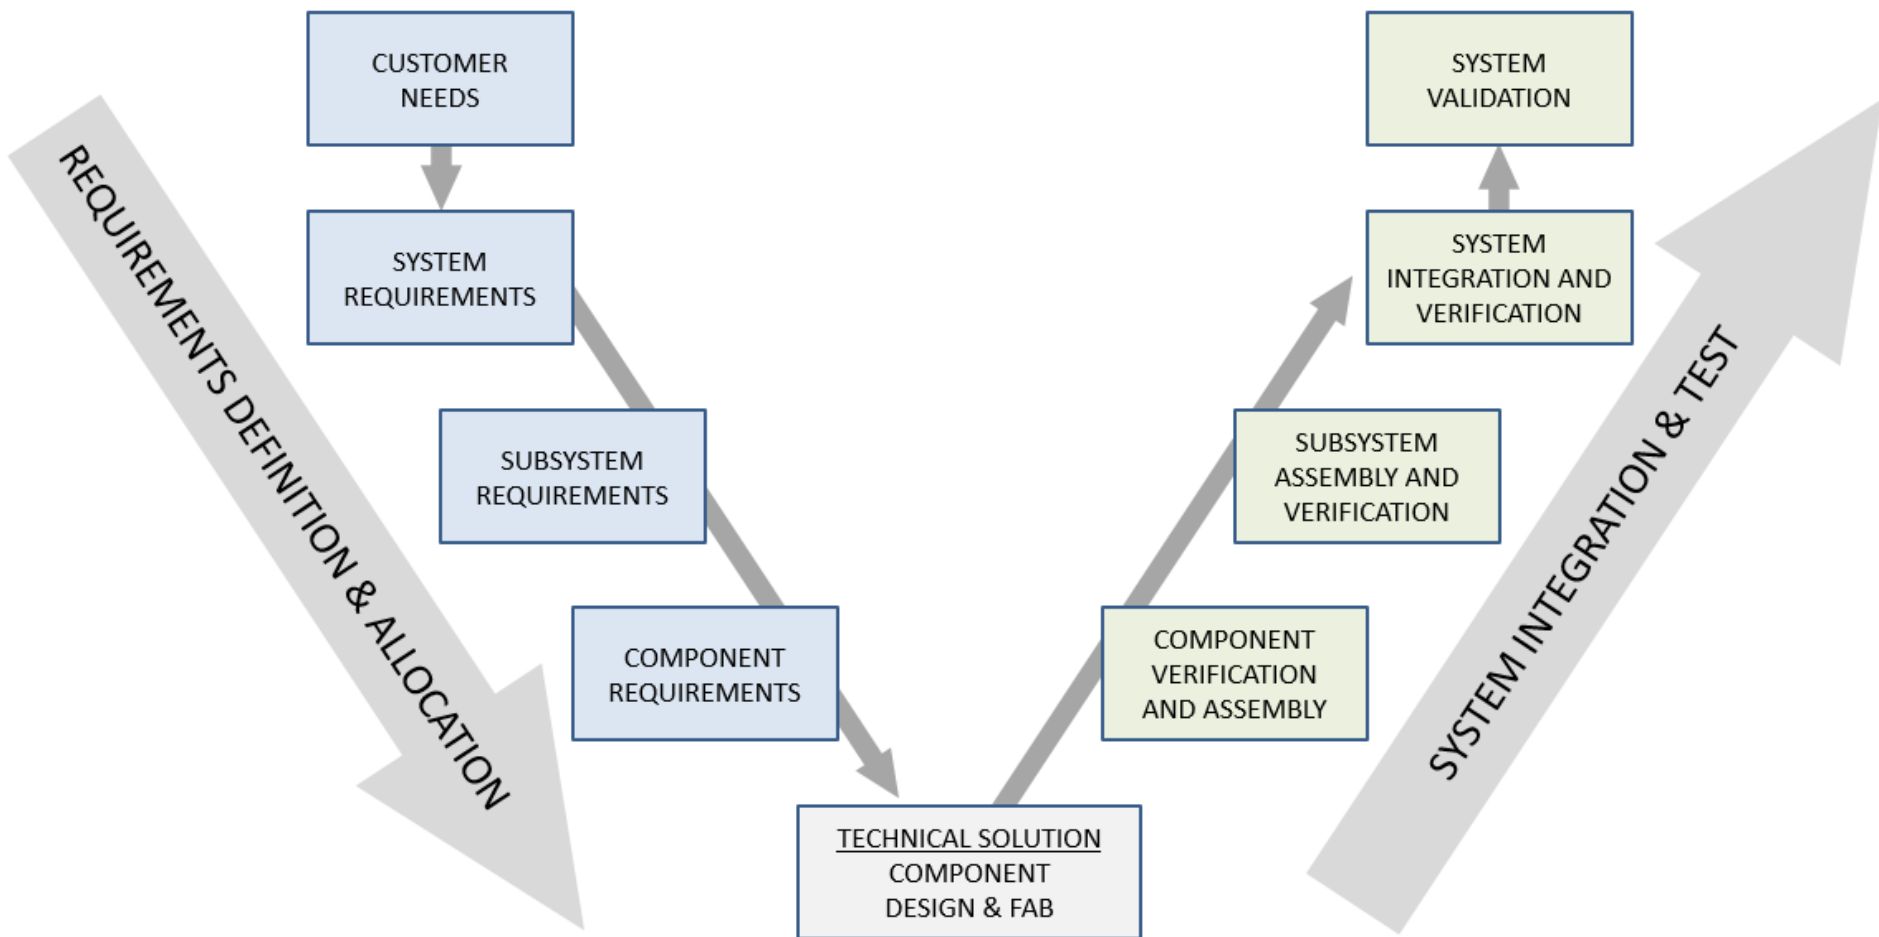 CUSTOMER
NEEDS
SYSTEM
REQUIREMENTS
SUBSYSTEM
REQUIREMENTS
COMPONENT
REQUIREMENTS
REQUIREMENTS DEFINITION & ALLOCATION
TECHNICAL SOLUTION
COMPONENT
DESIGN & FAB
COMPONENT
VERIFICATION
AND ASSEMBLY
SUBSYSTEM
ASSEMBLY AND
VERIFICATION
SYSTEM
INTEGRATION AND
VERIFICATION
SYSTEM
VALIDATION
SYSTEM INTEGRATION & TEST